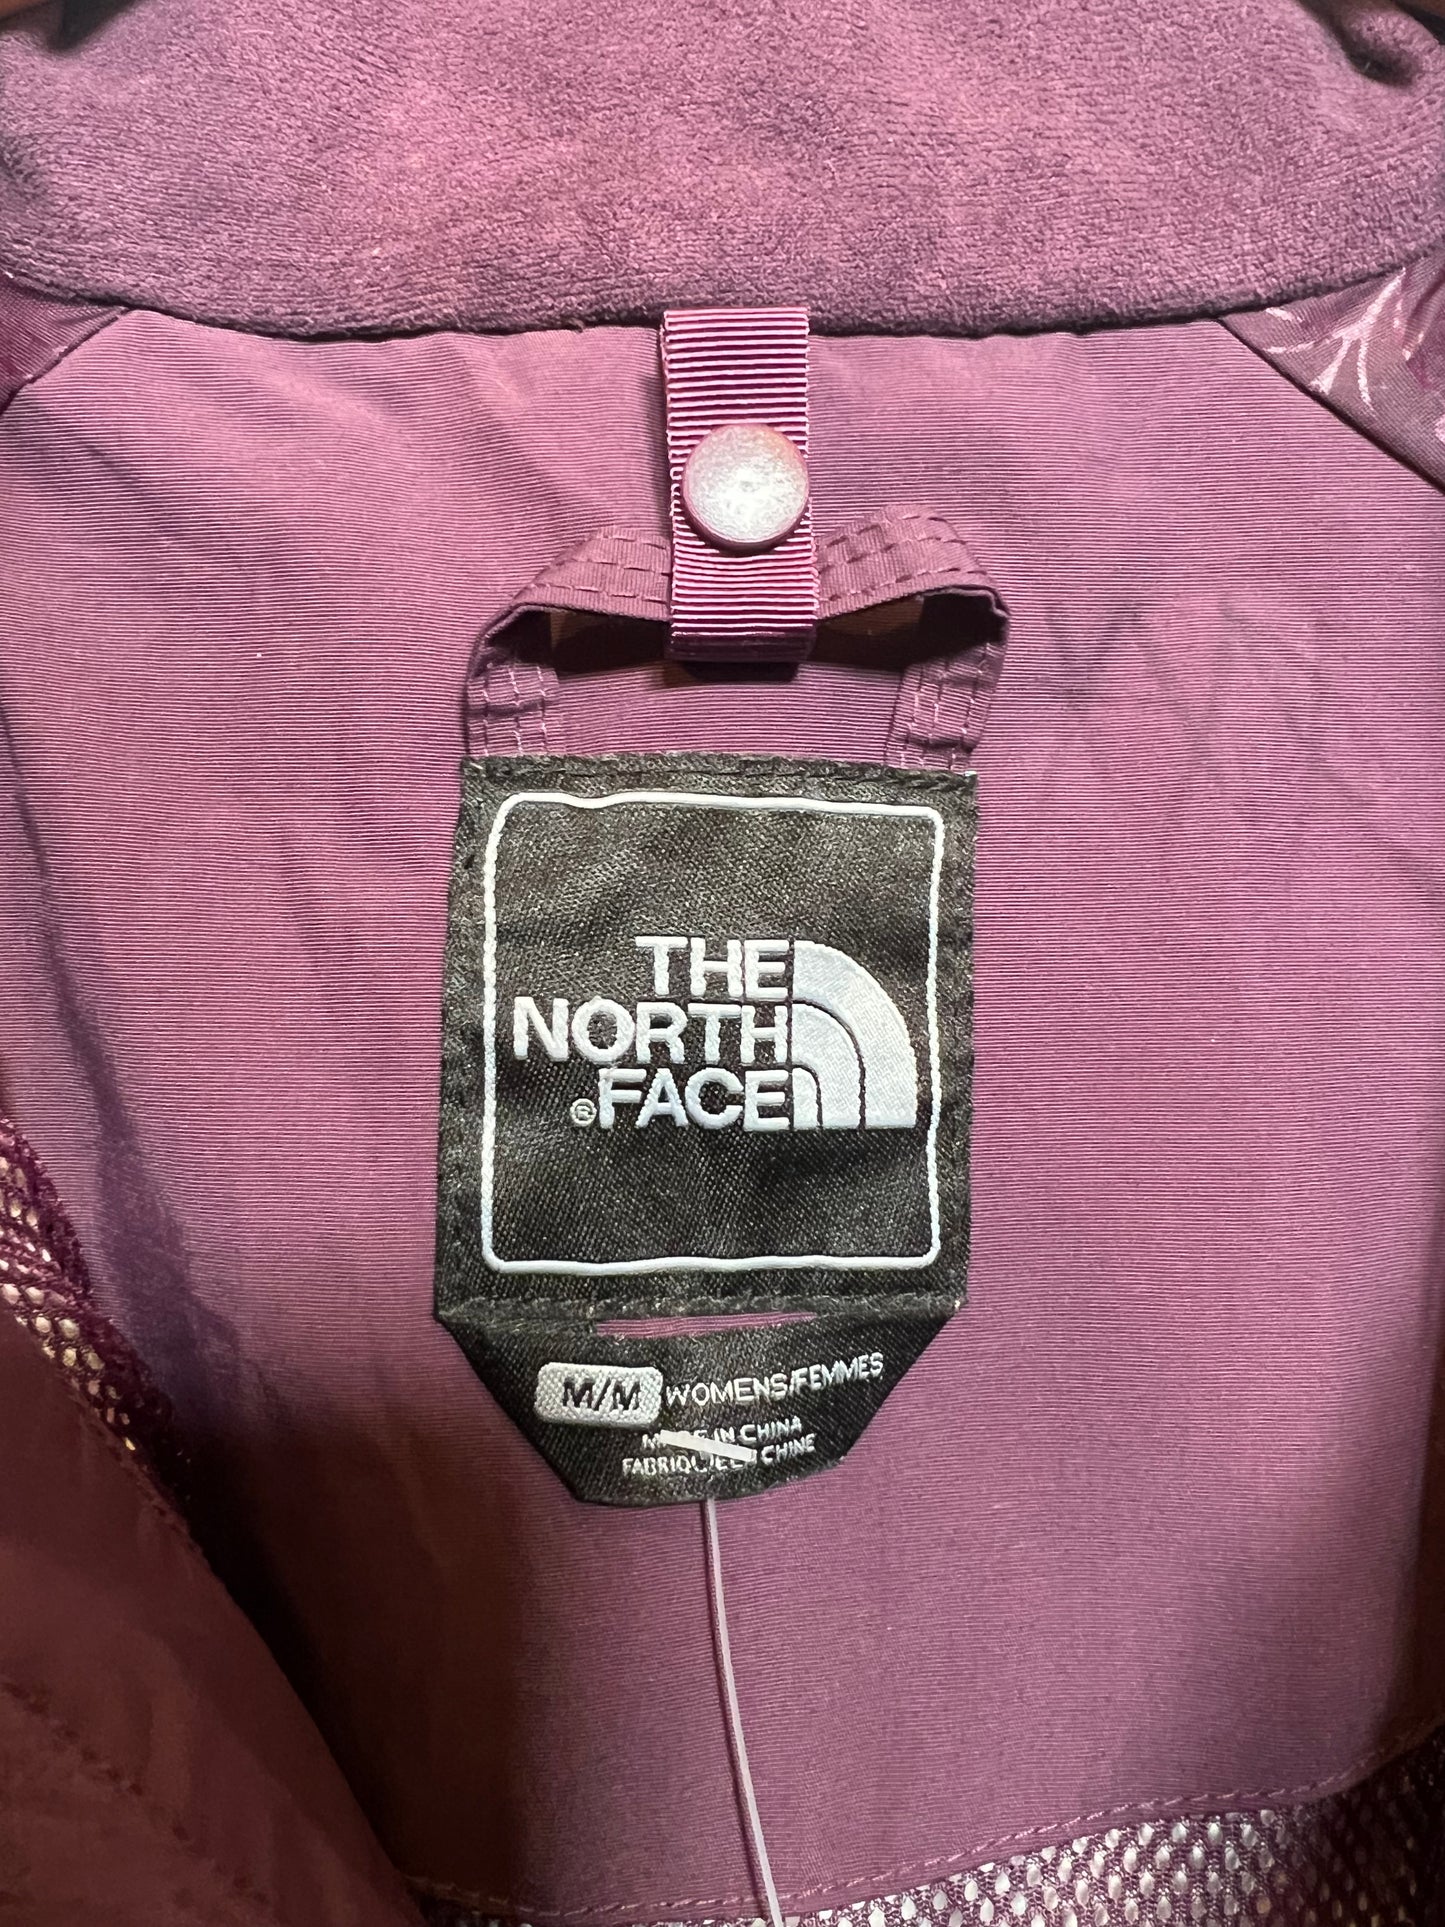 THE
NORTH
®FACE
M/M WOMENS/FEMMES
MADE IN CHINA
FABRIQUE EN CHINE